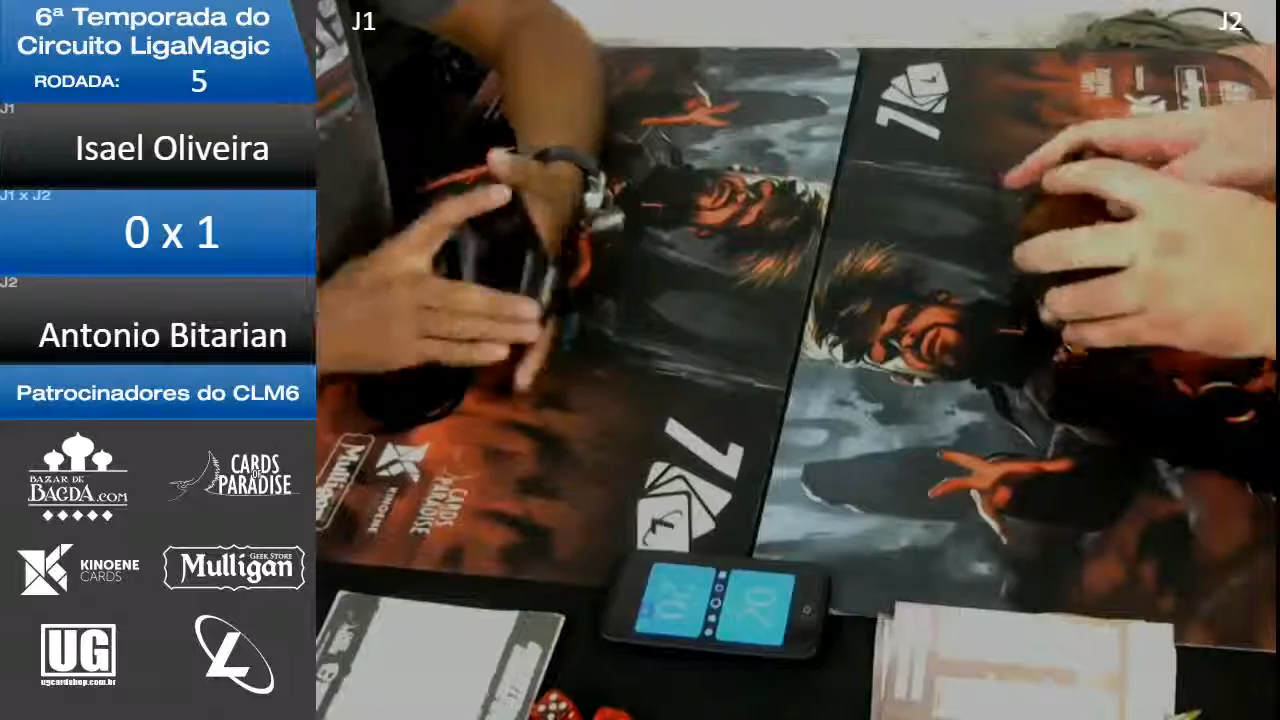 6ª Temporada do
Circuito LigaMagic
RODADA: 5
J1
Isael Oliveira
J1 x J2
0 x 1
J2
Antonio Bitarian
Patrocinadores do CLM6
BAZAR DE
BAGDA.COM
CARDS
OF
PARADISE
KINOENE
CARDS
GEEK STORE
Mulligan
UG
ugcardshop.com.br
L
J1
J2
Mulligan
KINOENE
CARDS
OF
PARADISE
L
L
20
20